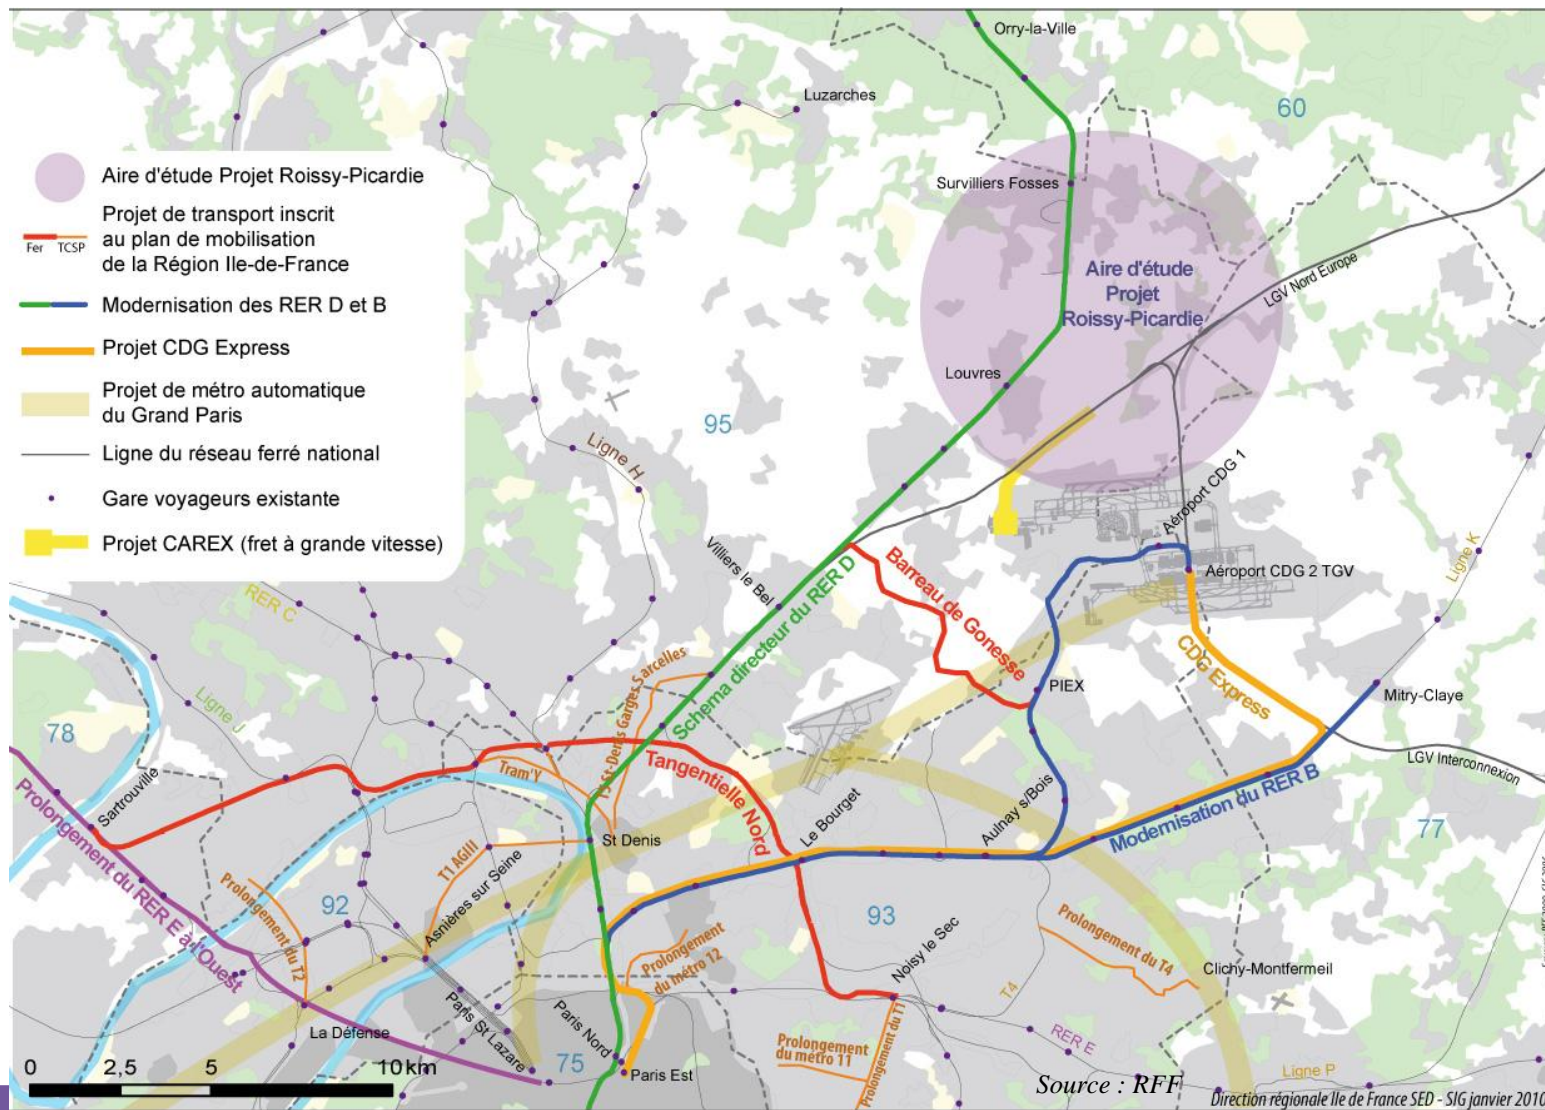 Orry-la-Ville
Luzarches
60
Survilliers Fosses
Aire d'étude Projet Roissy-Picardie
Projet de transport inscrit
au plan de mobilisation
de la Région Ile-de-France
Fer TCSP
Modernisation des RER D et B
Projet CDG Express
Projet de métro automatique
du Grand Paris
Ligne du réseau ferré national
Gare voyageurs existante
Projet CAREX (fret à grande vitesse)
Aire d'étude
Projet
Roissy-Picardie
LGV Nord Europe
Louvres
95
Ligne H
Aéroport CDG 1
Aéroport CDG 2 TGV
Ligne K
Villiers le Bel
Schema directeur du RER D
Barreau de Gonesse
PIEX
CDG Express
Mitry-Claye
LGV Interconnexion
RER C
Ligne J
78
Sartrouville
Prolongement du RER E à l'Ouest
Tram'Y
T5 St-Denis Garges Sarcelles
Tangentielle Nord
St Denis
Le Bourget
Aulnay s/Bois
Modernisation du RER B
77
T1 AGIII
Asnières sur Seine
92
Prolongement du T2
93
Prolongement
du métro 12
Noisy le Sec
T4
Prolongement du T4
Clichy-Montfermeil
La Défense
Paris St Lazare
Paris Nord
75
Paris Est
Prolongement
du métro 11
Prolongement du T1
RER E
Ligne P
0 2,5 5 10 km
Source : RFF
Direction régionale Ile de France SED - SIG janvier 2010